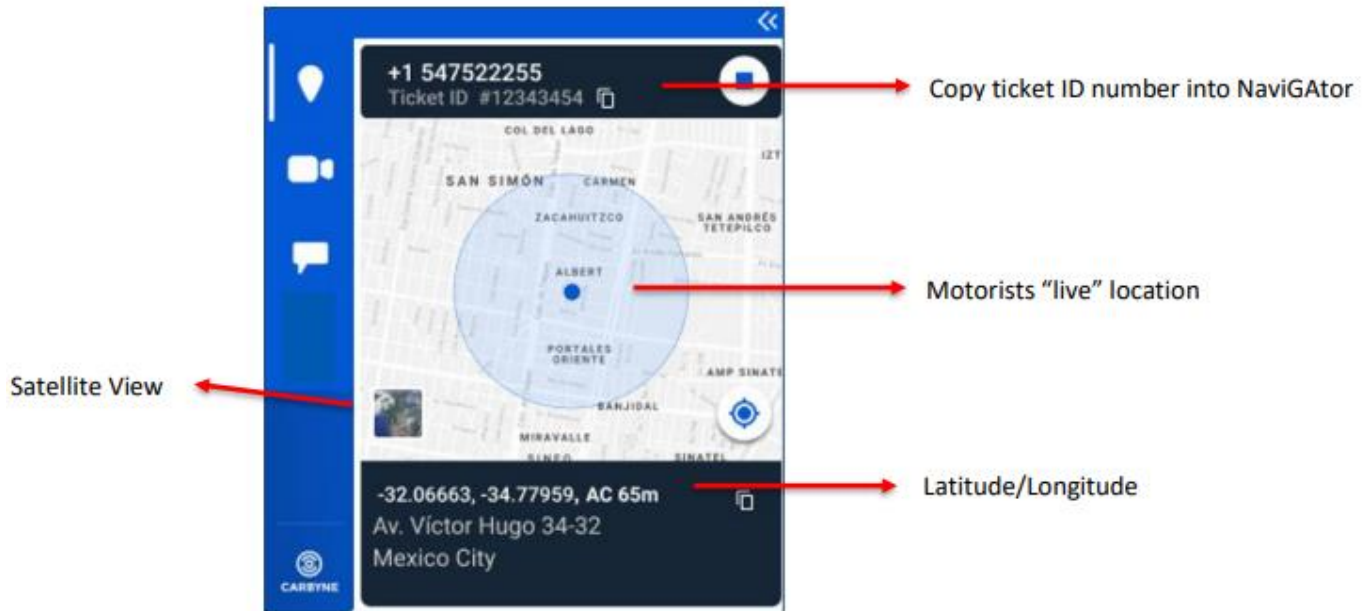 +1 547522255
Ticket ID #12343454
Copy ticket ID number into NaviGAtor
COL DEL LAGO
IZT
SAN SIMÓN
CARMEN
ZACAHUITZCO
SAN ANDRÉS
TETEPILCO
ALBERT
Motorists “live” location
PORTALES
ORIENTE
AMP SINATE
Satellite View
BANJIDAL
MIRAVALLE
SINATEL
-32.06663, -34.77959, AC 65m
Latitude/Longitude
Av. Víctor Hugo 34-32
Mexico City
CARBYNE